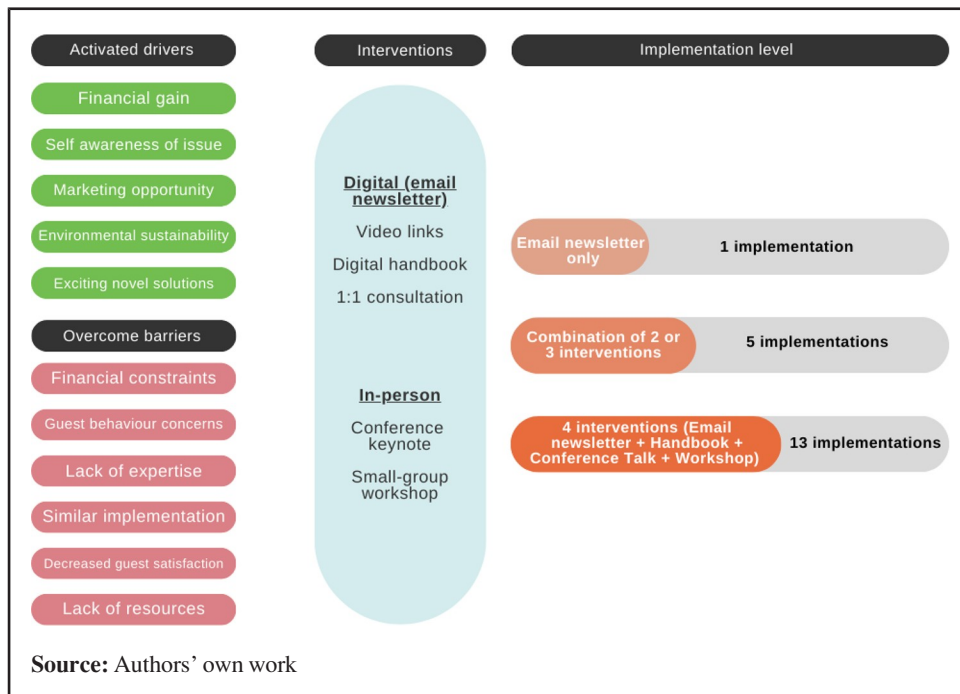 Activated drivers
Financial gain
Self awareness of issue
Marketing opportunity
Environmental sustainability
Exciting novel solutions
Overcome barriers
Financial constraints
Guest behaviour concerns
Lack of expertise
Similar implementation
Decreased guest satisfaction
Lack of resources
Interventions
Digital (email
newsletter)
Video links
Digital handbook
1:1 consultation
In-person
Conference
keynote
Small-group
workshop
Implementation level
Email newsletter
only
1 implementation
Combination of 2 or
3 interventions
5 implementations
4 interventions (Email
newsletter + Handbook +
Conference Talk + Workshop)
13 implementations
Source: Authors’ own work